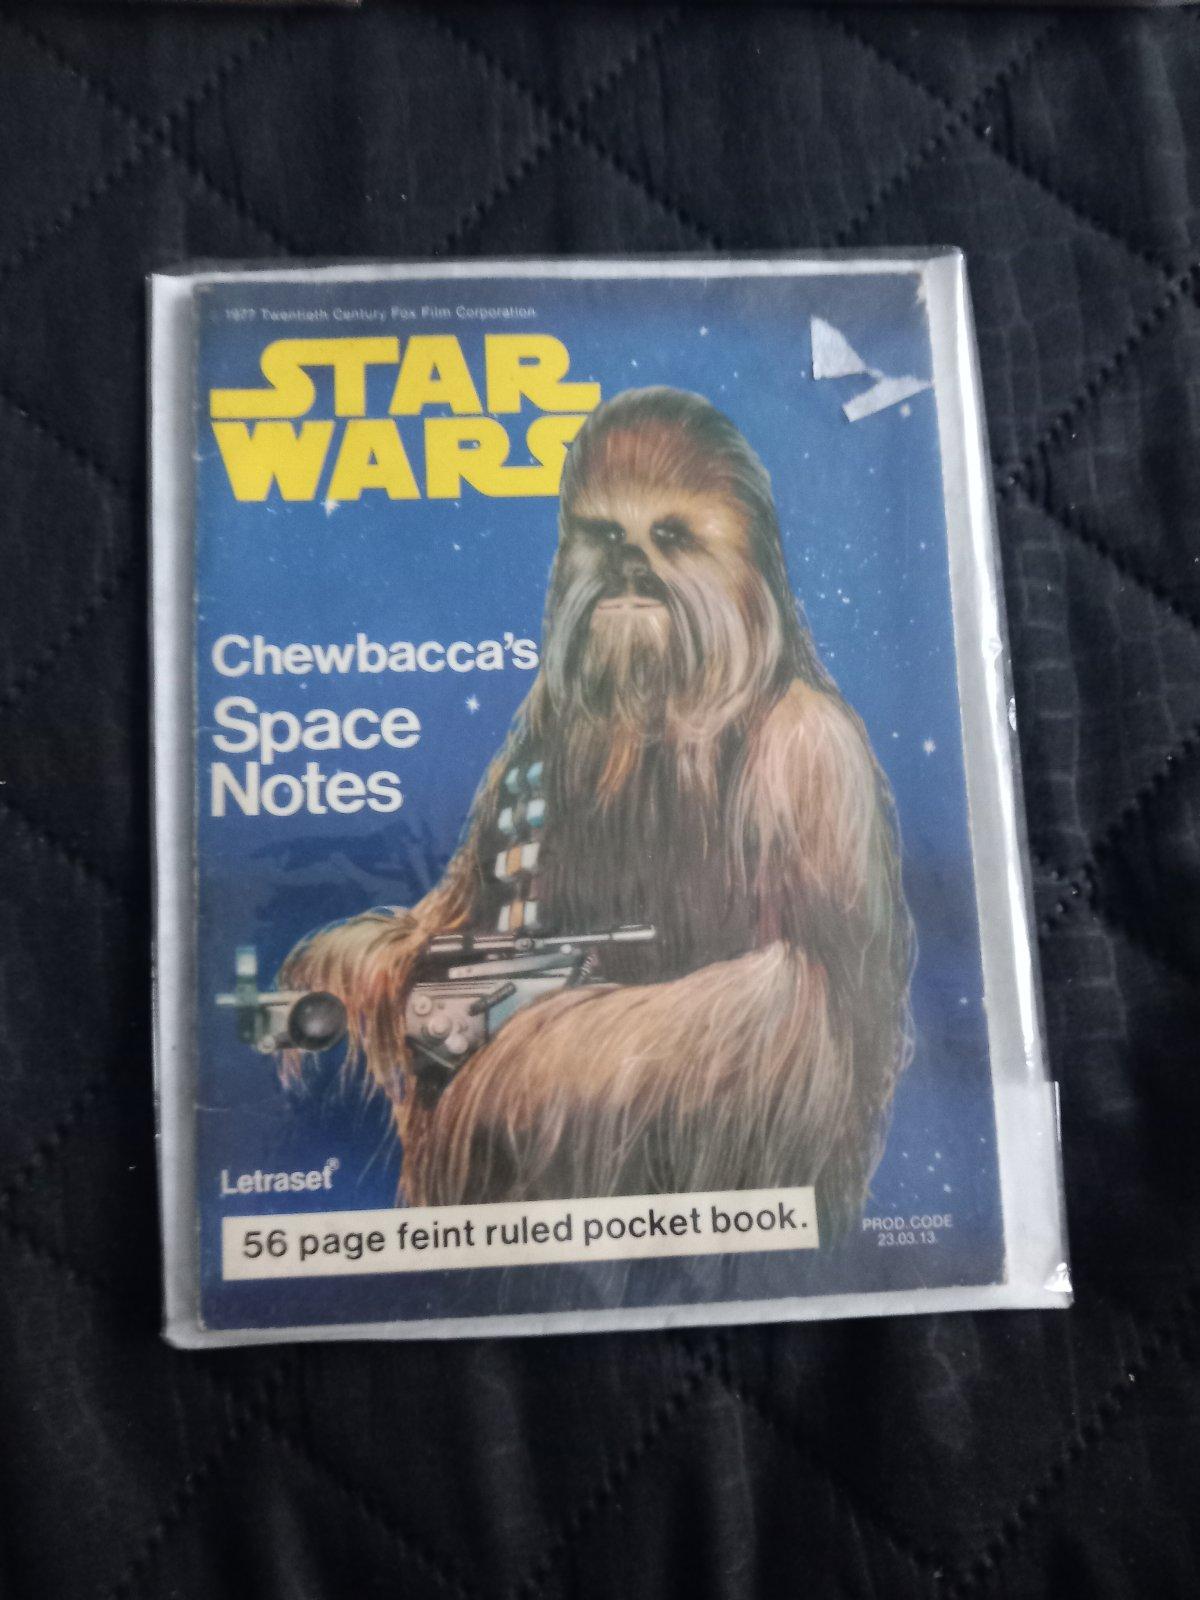 © 1977 Twentieth Century Fox Film Corporation
STAR
WARS
Chewbacca's
Space
Notes
Letraset®
56 page feint ruled pocket book.
PROD. CODE
23.03.13.